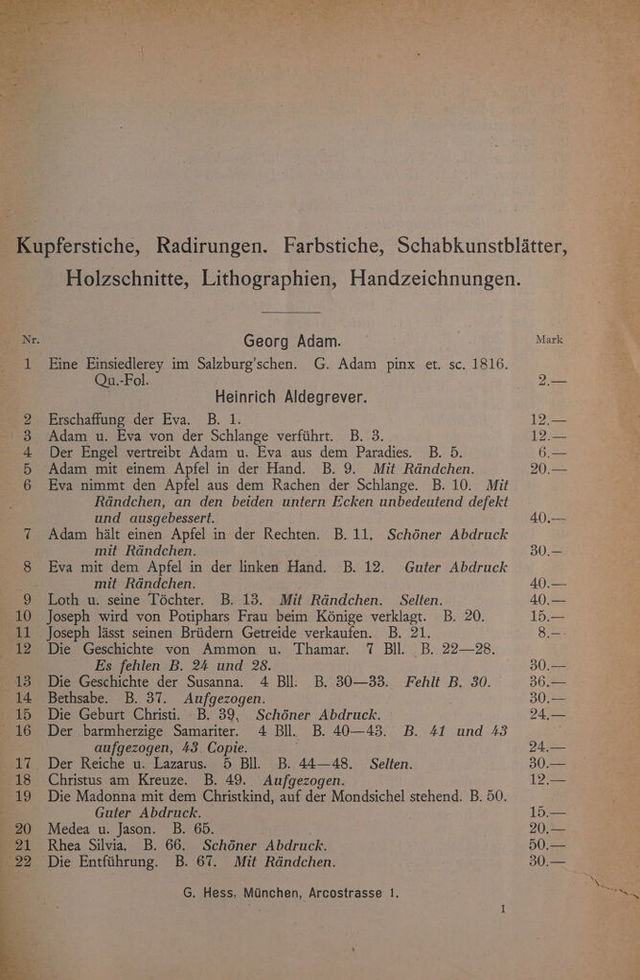 Kupferstiche, Radirungen. Farbstiche, Schabkunstblätter,
Holzschnitte, Lithographien, Handzeichnungen.
Nr. Georg Adam. Mark
1 Eine Einsiedlerey im Salzburg'schen. G. Adam pinx et. sc. 1816.
Qu.-Fol. 2.—
Heinrich Aldegrever.
2 Erschaffung der Eva. B. 1. 12.—
3 Adam u. Eva von der Schlange verführt. B. 3. 12.—
4 Der Engel vertreibt Adam u. Eva aus dem Paradies. B. 5. 6.—
5 Adam mit einem Apfel in der Hand. B. 9. Mit Rändchen. 20.—
6 Eva nimmt den Apfel aus dem Rachen der Schlange. B. 10. Mit
Rändchen, an den beiden untern Ecken unbedeutend defekt
und ausgebessert. 40.—
7 Adam hält einen Apfel in der Rechten. B. 11. Schöner Abdruck
mit Rändchen. 30.—
8 Eva mit dem Apfel in der linken Hand. B. 12. Guter Abdruck
mit Rändchen. 40.—
9 Loth u. seine Töchter. B. 13. Mit Rändchen. Selten. 40.—
10 Joseph wird von Potiphars Frau beim Könige verklagt. B. 20. 15.—
11 Joseph lässt seinen Brüdern Getreide verkaufen. B. 21. 8.—
12 Die Geschichte von Ammon u. Thamar. 7 Bll. B. 22—28.
Es fehlen B. 24 und 28. 30.—
13 Die Geschichte der Susanna. 4 Bll. B. 30—33. Fehlt B. 30. 36.—
14 Bethsabe. B. 37. Aufgezogen. 30.—
15 Die Geburt Christi. B. 39, Schöner Abdruck. 24.—
16 Der barmherzige Samariter. 4 Bll. B. 40—43. B. 41 und 43
aufgezogen, 43 Copie. 24.—
17 Der Reiche u. Lazarus. 5 Bll. B. 44—48. Selten. 30.—
18 Christus am Kreuze. B. 49. Aufgezogen. 12.—
19 Die Madonna mit dem Christkind, auf der Mondsichel stehend. B. 50.
Guter Abdruck. 15.—
20 Medea u. Jason. B. 65. 20.—
21 Rhea Silvia. B. 66. Schöner Abdruck. 50.—
22 Die Entführung. B. 67. Mit Rändchen. 30.—
G. Hess, München, Arcostrasse 1.
1